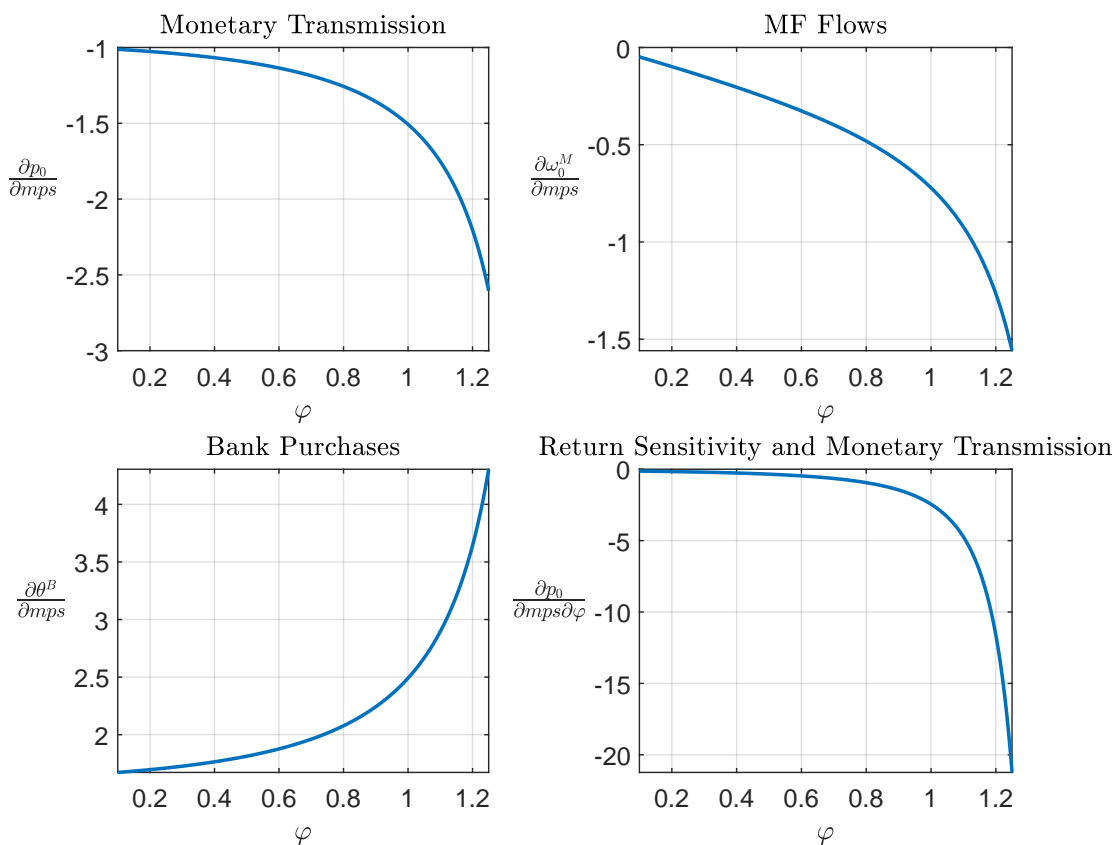 Monetary Transmission
-1
-1.5
-2
-2.5
-3
∂p₀
∂mps
0.2 0.4 0.6 0.8 1 1.2
φ
MF Flows
0
-0.5
-1
-1.5
∂ω₀ᴹ
∂mps
0.2 0.4 0.6 0.8 1 1.2
φ
Bank Purchases
4
3.5
3
2.5
2
∂θᴮ
∂mps
0.2 0.4 0.6 0.8 1 1.2
φ
Return Sensitivity and Monetary Transmission
0
-5
-10
-15
-20
∂p₀
∂mps∂φ
0.2 0.4 0.6 0.8 1 1.2
φ